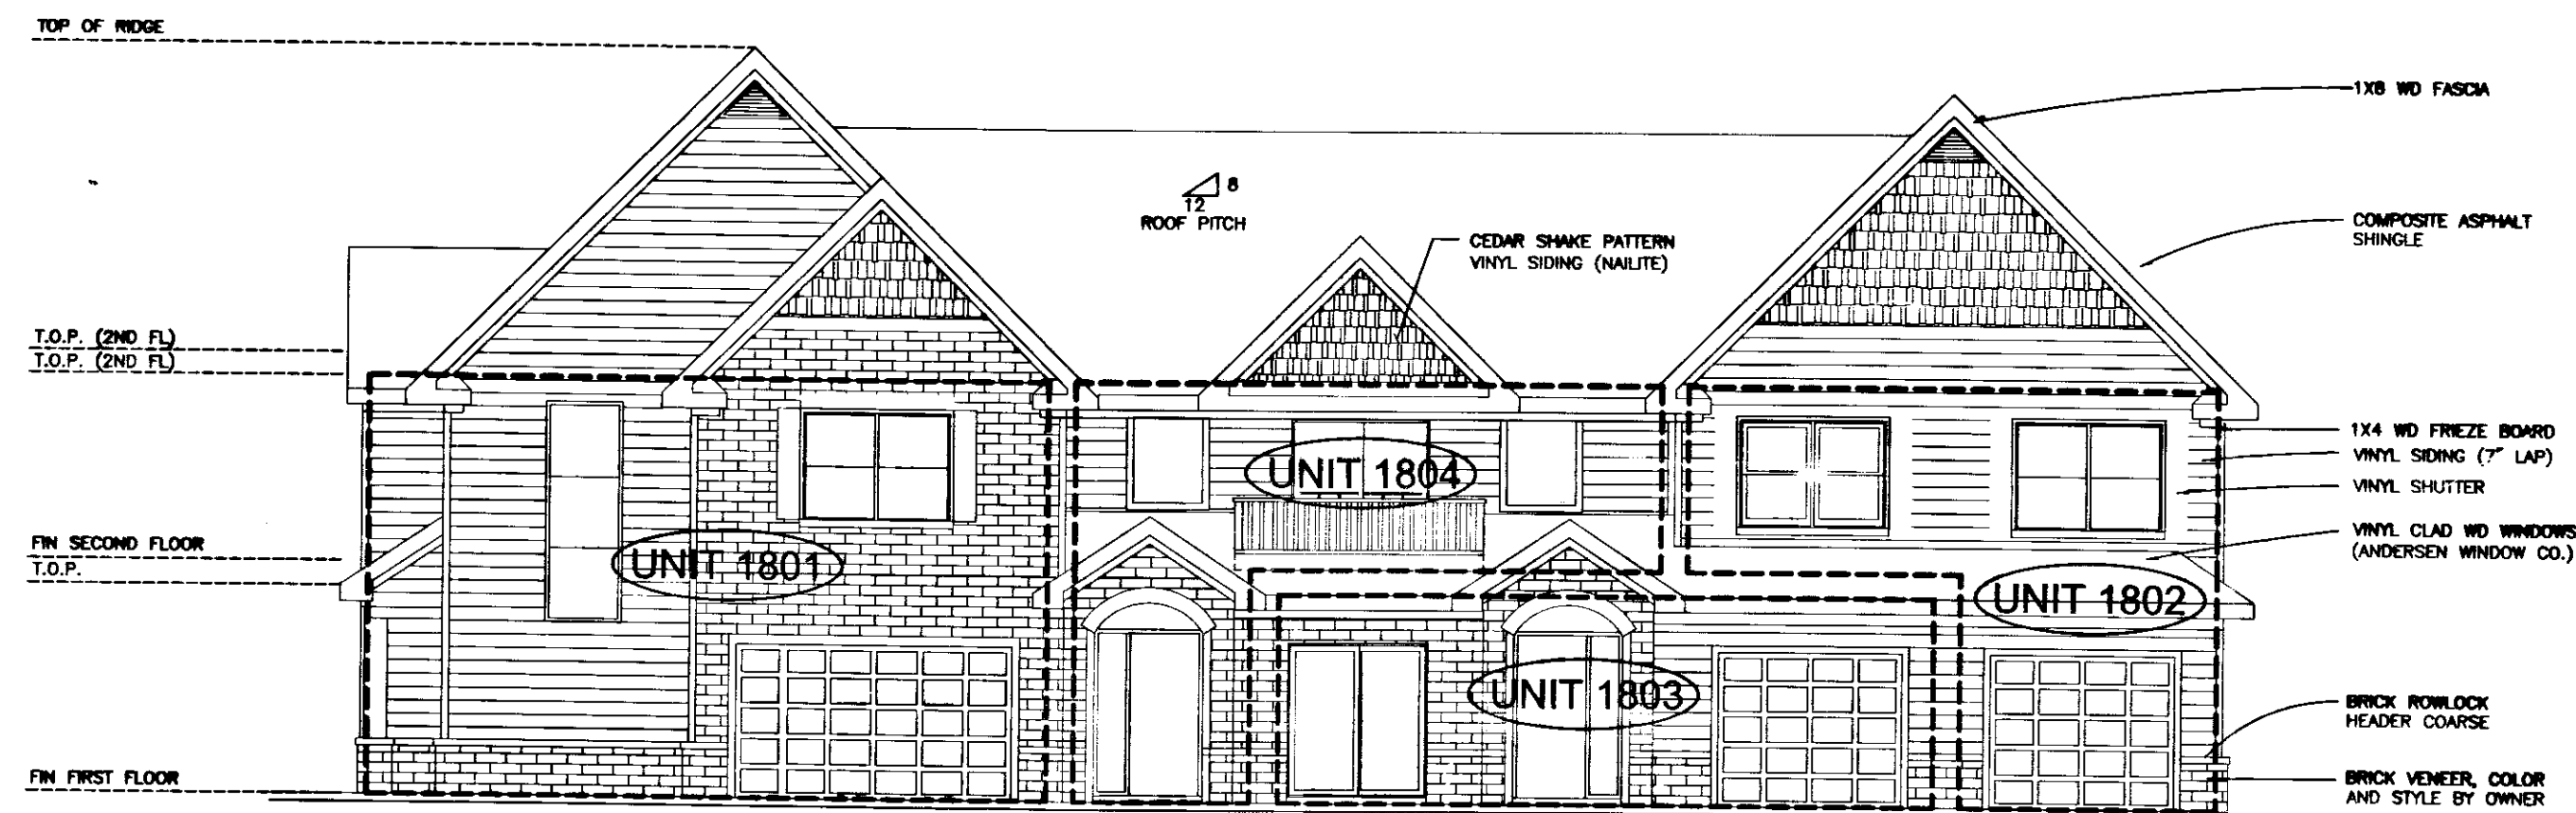 TOP OF RIDGE
1X8 WD FASCIA
8
12
ROOF PITCH
CEDAR SHAKE PATTERN
VINYL SIDING (NAILITE)
COMPOSITE ASPHALT
SHINGLE
T.O.P. (2ND FL)
T.O.P. (2ND FL)
1X4 WD FRIEZE BOARD
VINYL SIDING (7" LAP)
VINYL SHUTTER
VINYL CLAD WD WINDOWS
(ANDERSEN WINDOW CO.)
FIN SECOND FLOOR
T.O.P.
UNIT 1804
UNIT 1801
UNIT 1802
UNIT 1803
BRICK ROWLOCK
HEADER COARSE
FIN FIRST FLOOR
BRICK VENEER, COLOR
AND STYLE BY OWNER